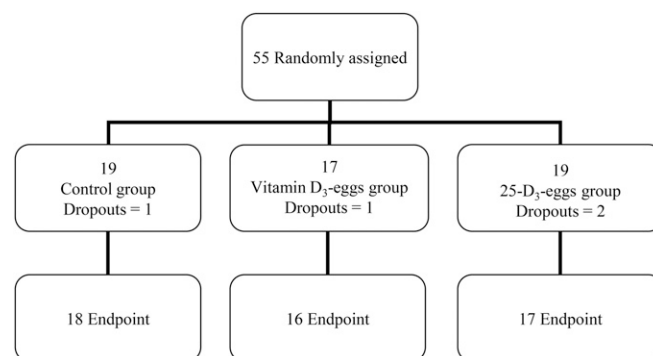 55 Randomly assigned
19
Control group
Dropouts = 1
17
Vitamin D₃-eggs group
Dropouts = 1
19
25-D₃-eggs group
Dropouts = 2
18 Endpoint
16 Endpoint
17 Endpoint